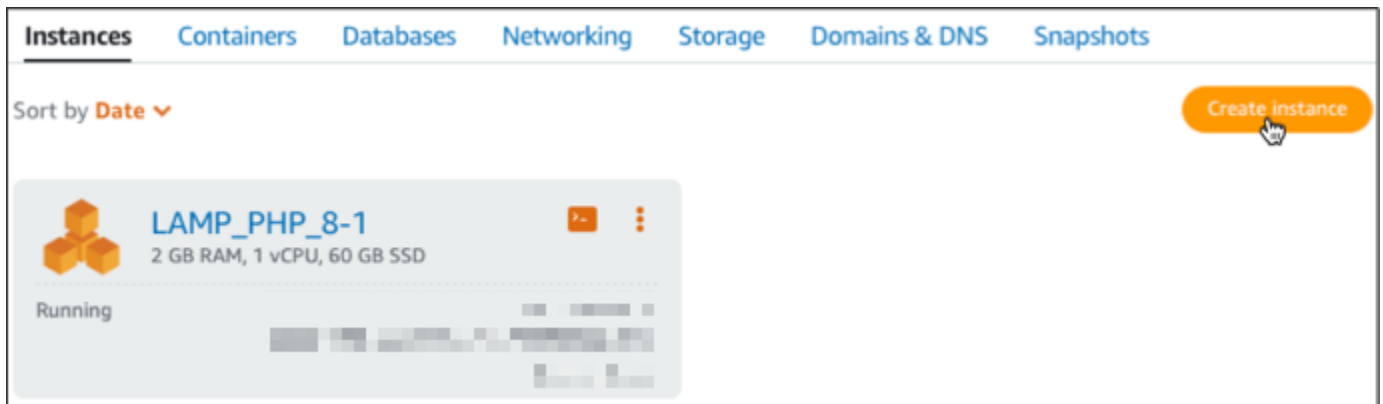 Instances Containers Databases Networking Storage Domains & DNS Snapshots
Sort by Date
Create instance
LAMP_PHP_8-1
2 GB RAM, 1 vCPU, 60 GB SSD
Running